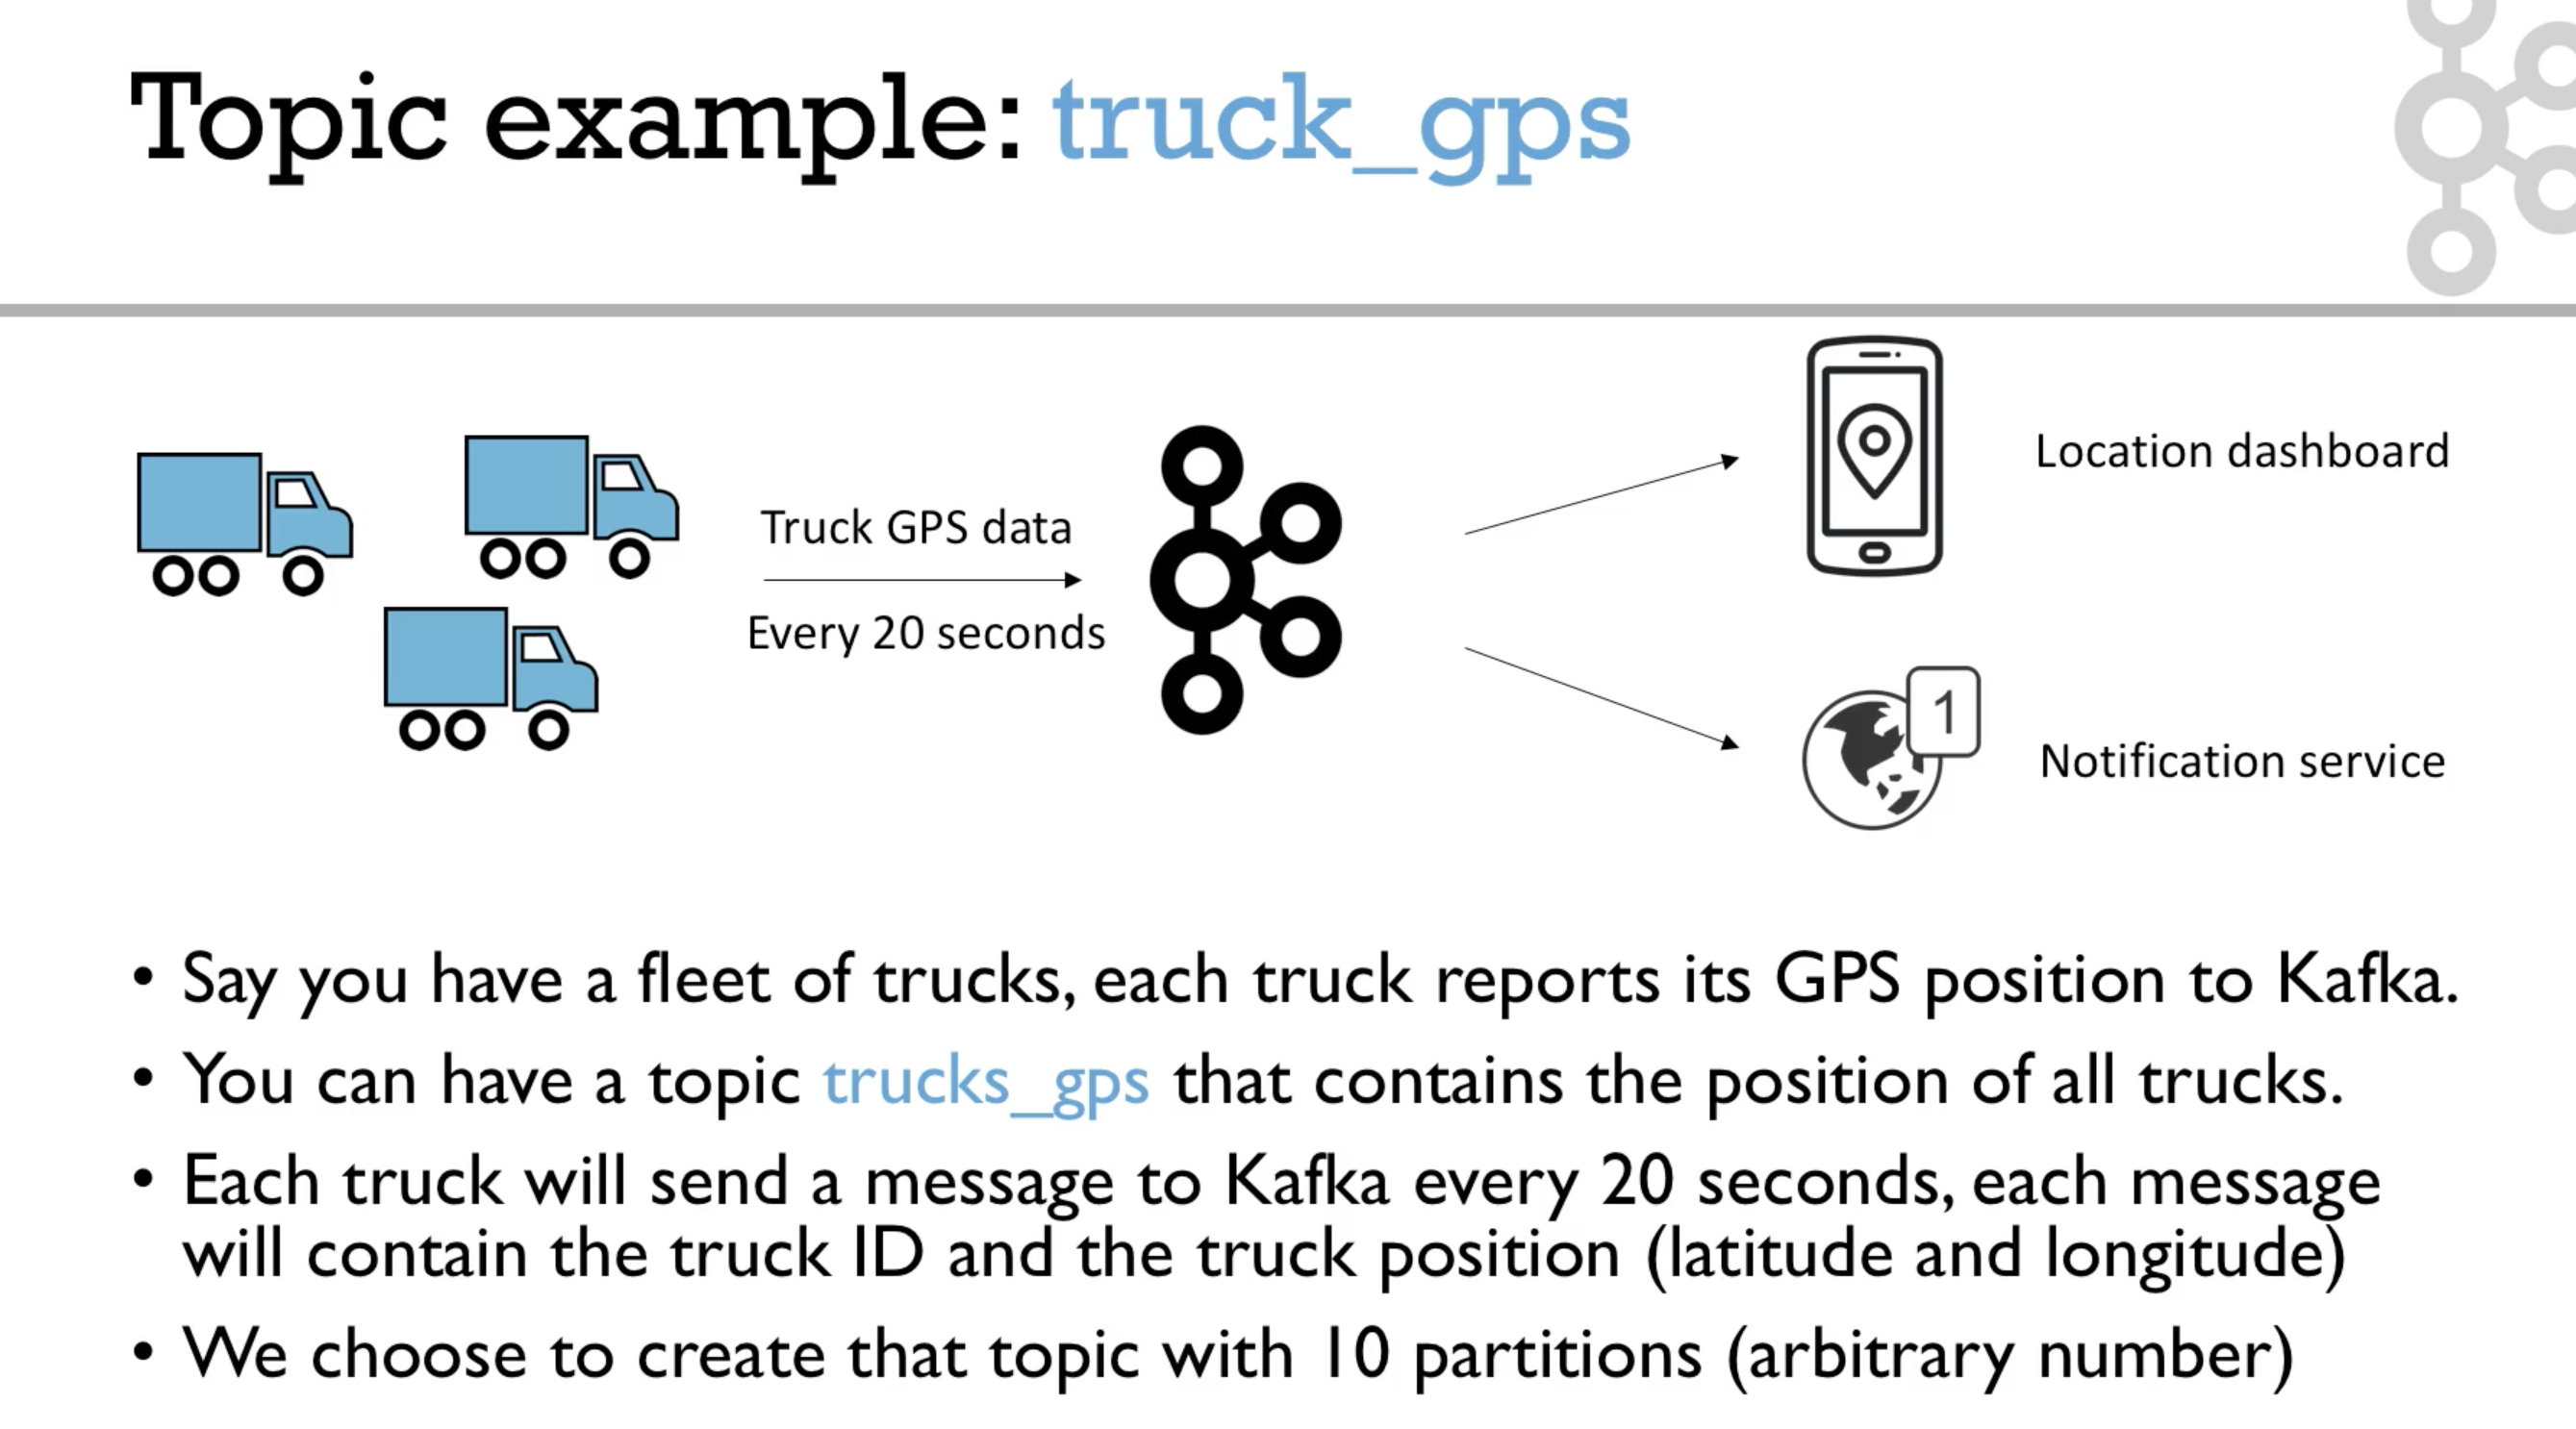 Topic example: truck_gps
Truck GPS data
Every 20 seconds
Location dashboard
1
Notification service
• Say you have a fleet of trucks, each truck reports its GPS position to Kafka.
• You can have a topic trucks_gps that contains the position of all trucks.
• Each truck will send a message to Kafka every 20 seconds, each message
will contain the truck ID and the truck position (latitude and longitude)
• We choose to create that topic with 10 partitions (arbitrary number)